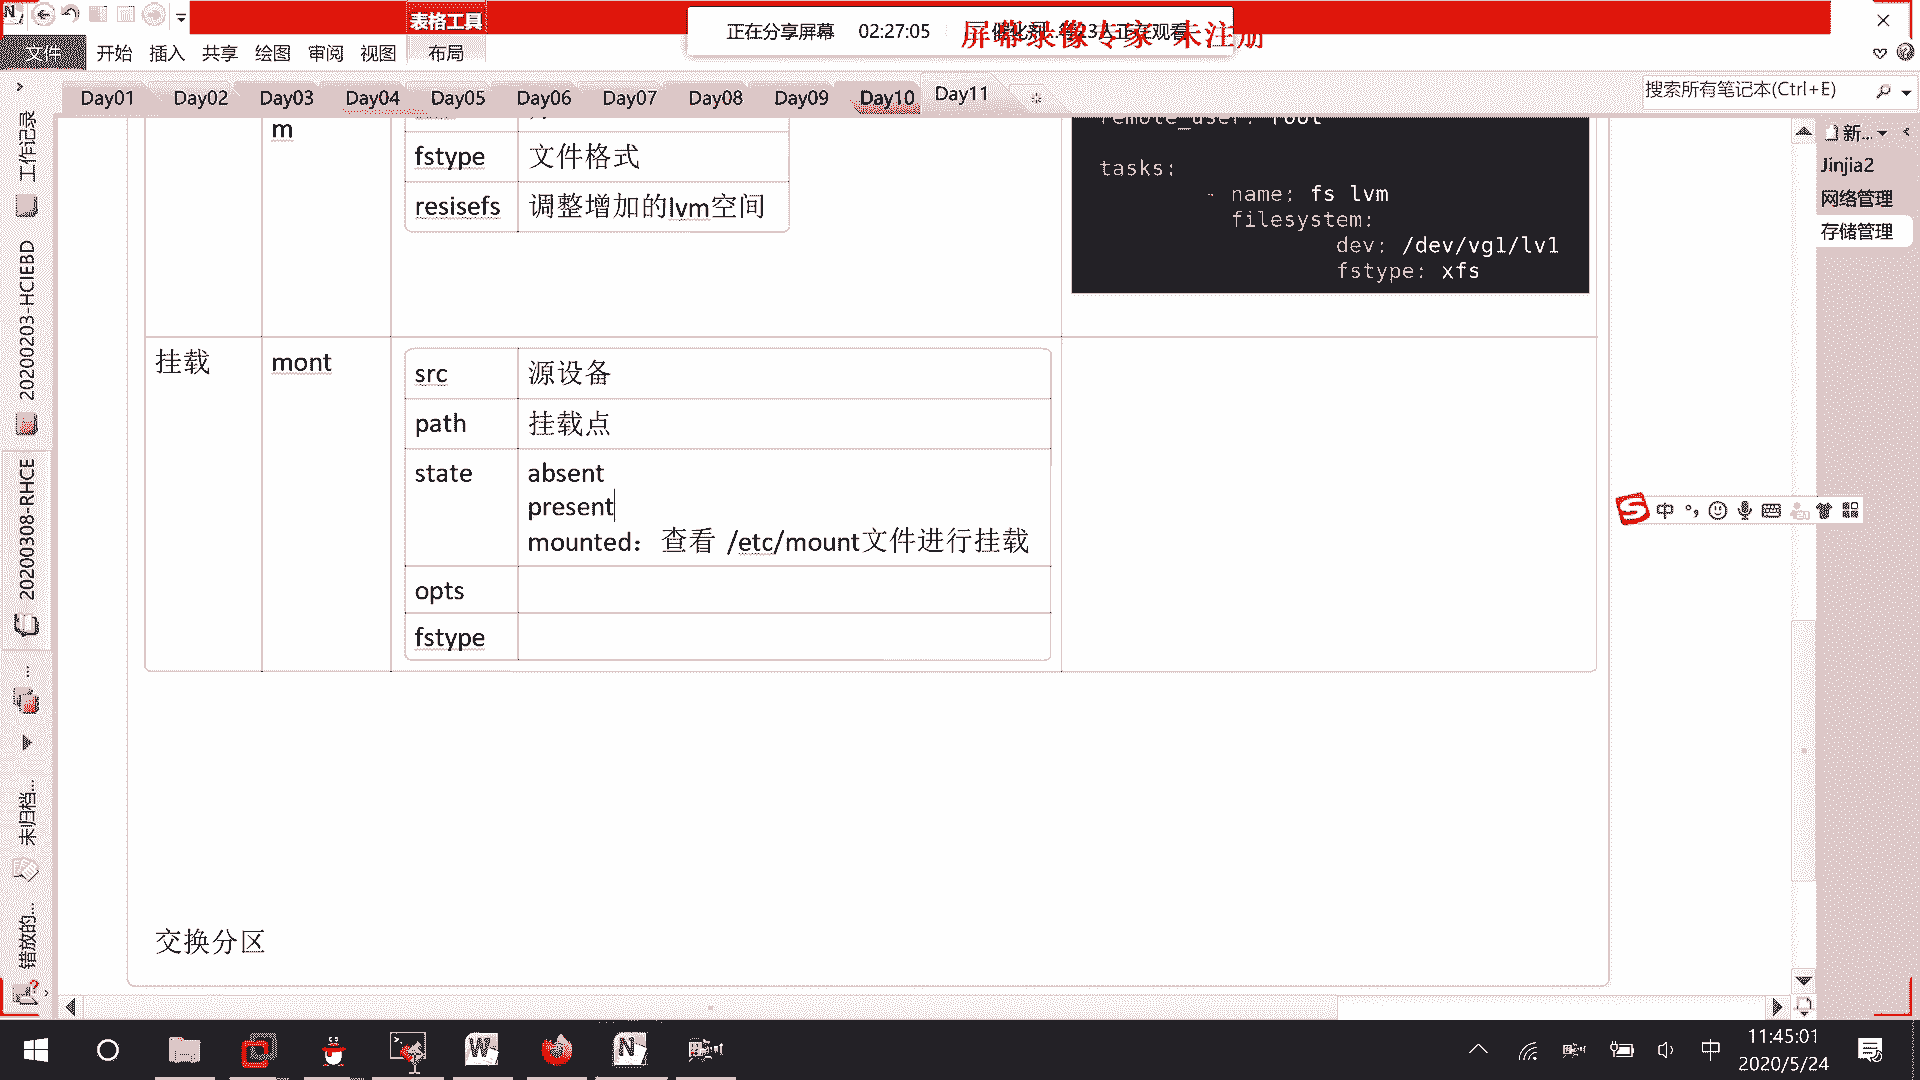 表格工具
正在分享屏幕 02:27:05
屏幕录像专家 未注册
文件 开始 插入 共享 绘图 审阅 视图 布局
Day01 Day02 Day03 Day04 Day05 Day06 Day07 Day08 Day09 Day10 Day11
搜索所有笔记本(Ctrl+E)
工作记录
20200203-HCIEBD
20200308-RHCE
...
未归档...
错放的...
新...
Jinjia2
网络管理
存储管理
m
fstype 文件格式
resisefs 调整增加的lvm空间
remote_user: root
tasks:
- name: fs lvm
filesystem:
dev: /dev/vg1/lv1
fstype: xfs
挂载 mont
src 源设备
path 挂载点
state absent
present
mounted：查看 /etc/mount文件进行挂载
opts
fstype
交换分区
中
中
11:45:01
2020/5/24